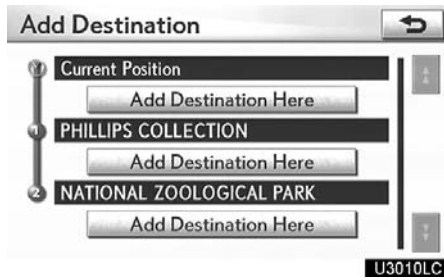 Add Destination
Current Position
Add Destination Here
1 PHILLIPS COLLECTION
Add Destination Here
2 NATIONAL ZOOLOGICAL PARK
Add Destination Here
U3010LC